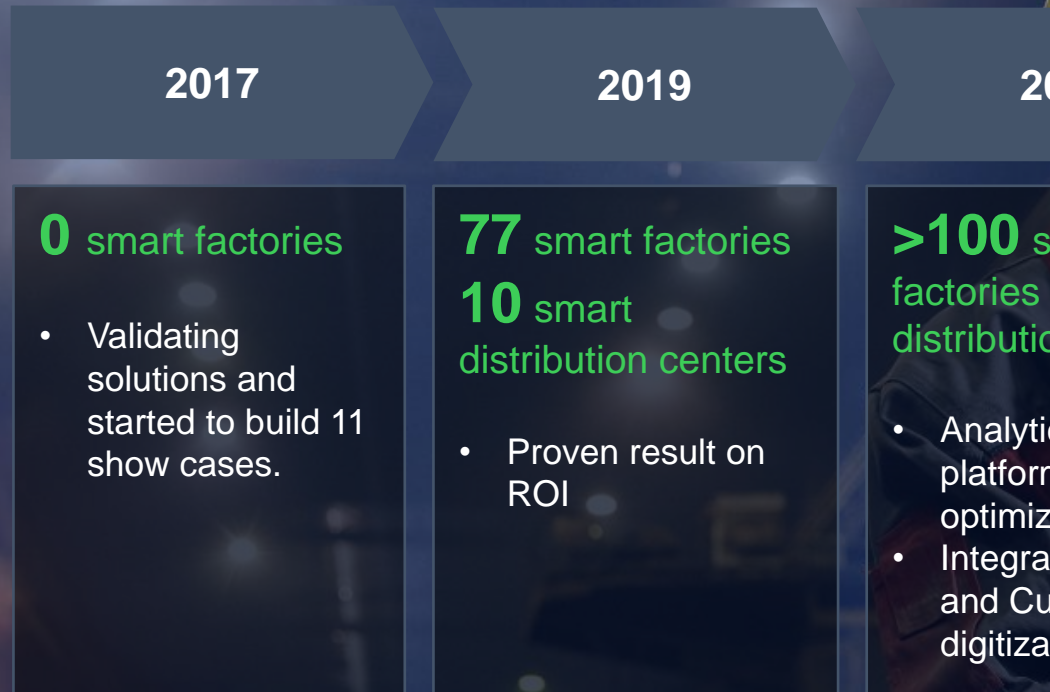 2017
2019
0 smart factories
• Validating
solutions and
started to build 11
show cases.
77 smart factories
10 smart
distribution centers
• Proven result on
ROI
>100
factories
•
and